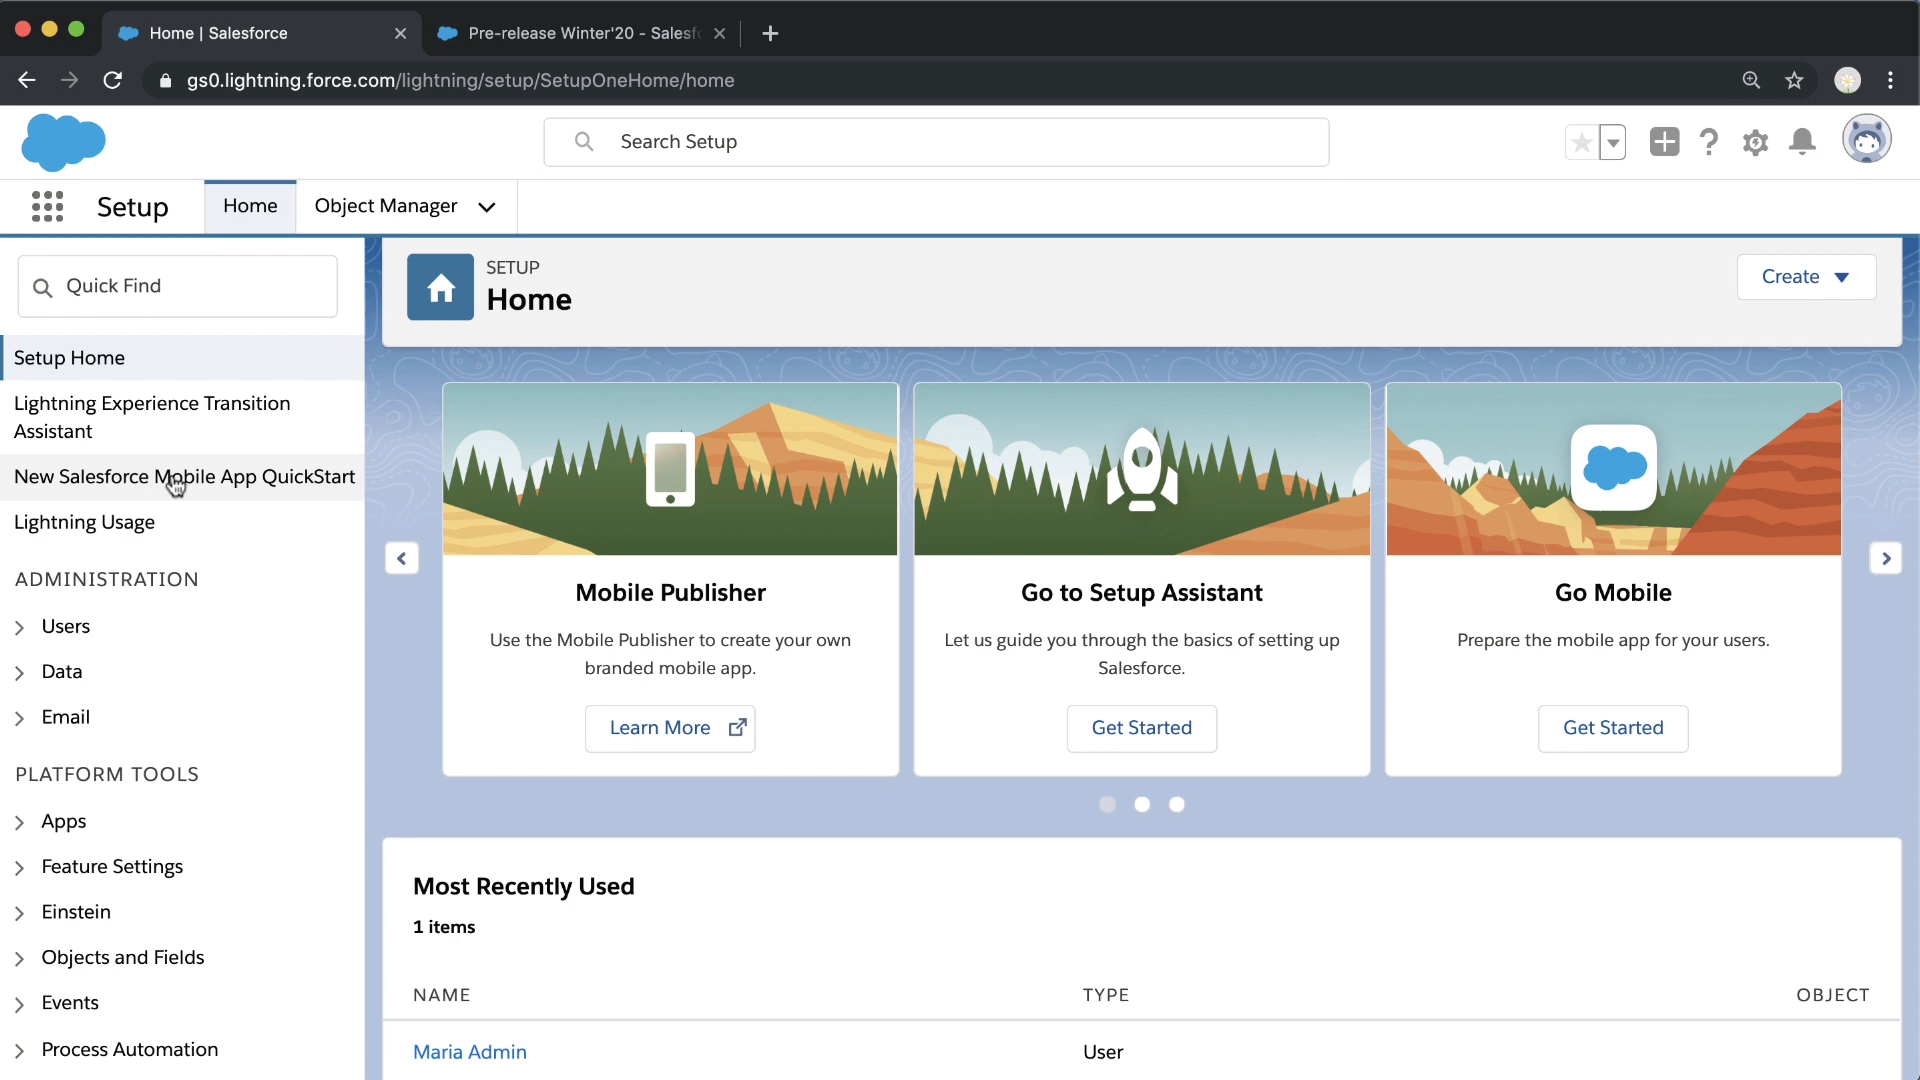 Home | Salesforce
Pre-release Winter'20 - Salesf
gs0.lightning.force.com/lightning/setup/SetupOneHome/home
Search Setup
Setup
Home
Object Manager
Quick Find
Setup Home
Lightning Experience Transition
Assistant
New Salesforce Mobile App QuickStart
Lightning Usage
ADMINISTRATION
Users
Data
Email
PLATFORM TOOLS
Apps
Feature Settings
Einstein
Objects and Fields
Events
Process Automation
SETUP
Home
Create
Mobile Publisher
Use the Mobile Publisher to create your own
branded mobile app.
Learn More
Go to Setup Assistant
Let us guide you through the basics of setting up
Salesforce.
Get Started
Go Mobile
Prepare the mobile app for your users.
Get Started
Most Recently Used
1 items
NAME TYPE OBJECT
Maria Admin User